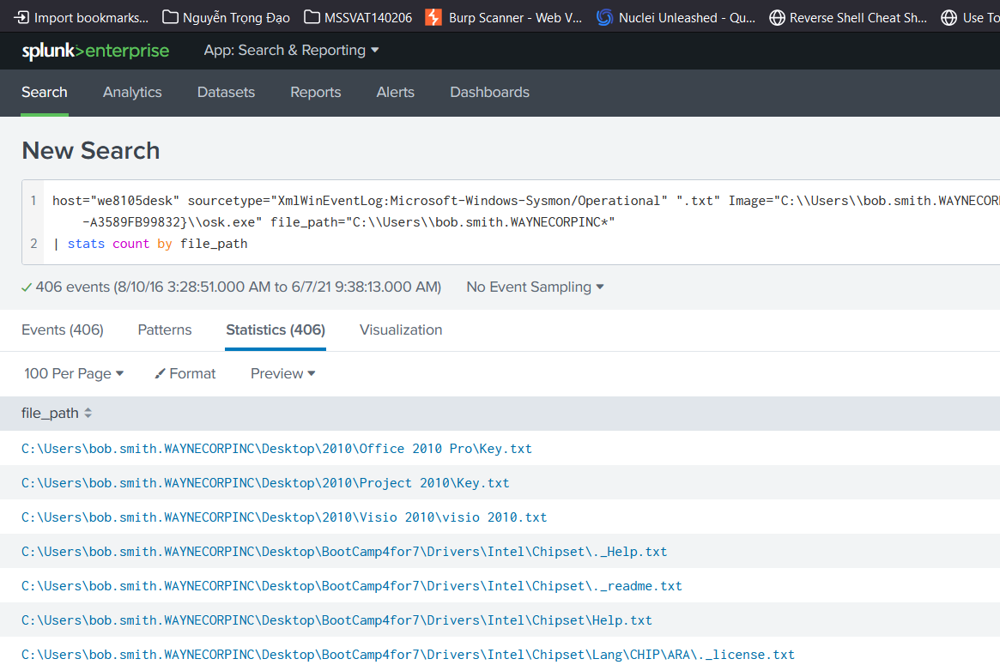 Import bookmarks... Nguyễn Trọng Đạo MSSVAT140206 Burp Scanner - Web V... Nuclei Unleashed - Qu... Reverse Shell Cheat Sh... Use To
splunk>enterprise App: Search & Reporting
Search Analytics Datasets Reports Alerts Dashboards
New Search
1 host="we8105desk" sourcetype="XmlWinEventLog:Microsoft-Windows-Sysmon/Operational" ".txt" Image="C:\\Users\\bob.smith.WAYNECORP
-A3589FB99832}\\osk.exe" file_path="C:\\Users\\bob.smith.WAYNECORPINC*"
2 | stats count by file_path
406 events (8/10/16 3:28:51.000 AM to 6/7/21 9:38:13.000 AM) No Event Sampling
Events (406) Patterns Statistics (406) Visualization
100 Per Page Format Preview
file_path
C:\Users\bob.smith.WAYNECORPINC\Desktop\2010\Office 2010 Pro\Key.txt
C:\Users\bob.smith.WAYNECORPINC\Desktop\2010\Project 2010\Key.txt
C:\Users\bob.smith.WAYNECORPINC\Desktop\2010\Visio 2010\visio 2010.txt
C:\Users\bob.smith.WAYNECORPINC\Desktop\BootCamp4for7\Drivers\Intel\Chipset\._Help.txt
C:\Users\bob.smith.WAYNECORPINC\Desktop\BootCamp4for7\Drivers\Intel\Chipset\._readme.txt
C:\Users\bob.smith.WAYNECORPINC\Desktop\BootCamp4for7\Drivers\Intel\Chipset\Help.txt
C:\Users\bob.smith.WAYNECORPINC\Desktop\BootCamp4for7\Drivers\Intel\Chipset\Lang\CHIP\ARA\._license.txt